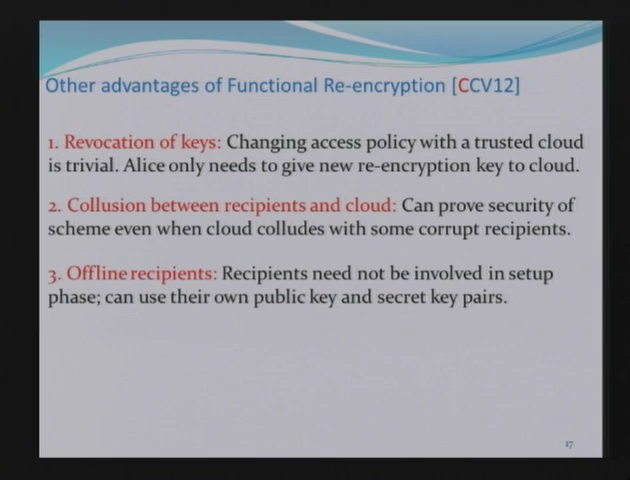 Other advantages of Functional Re-encryption [CCV12]
1. Revocation of keys: Changing access policy with a trusted cloud
is trivial. Alice only needs to give new re-encryption key to cloud.
2. Collusion between recipients and cloud: Can prove security of
scheme even when cloud colludes with some corrupt recipients.
3. Offline recipients: Recipients need not be involved in setup
phase; can use their own public key and secret key pairs.
17